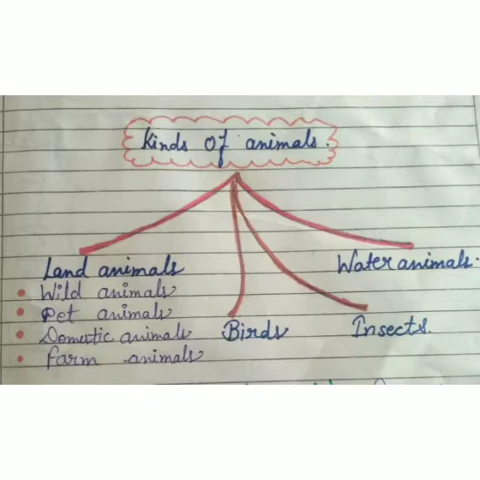 Kinds of animals.
Land animals
Water animals.
Wild animals
Pet animals
Domestic animals
Farm animals
Birds
Insects.